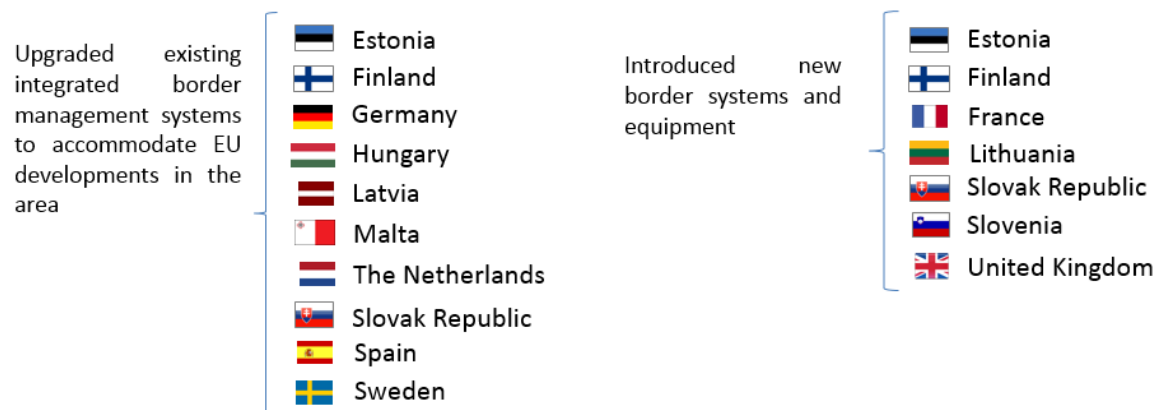 Upgraded existing
integrated border
management systems
to accommodate EU
developments in the
area
Estonia
Finland
Germany
Hungary
Latvia
Malta
The Netherlands
Slovak Republic
Spain
Sweden
Introduced new
border systems and
equipment
Estonia
Finland
France
Lithuania
Slovak Republic
Slovenia
United Kingdom